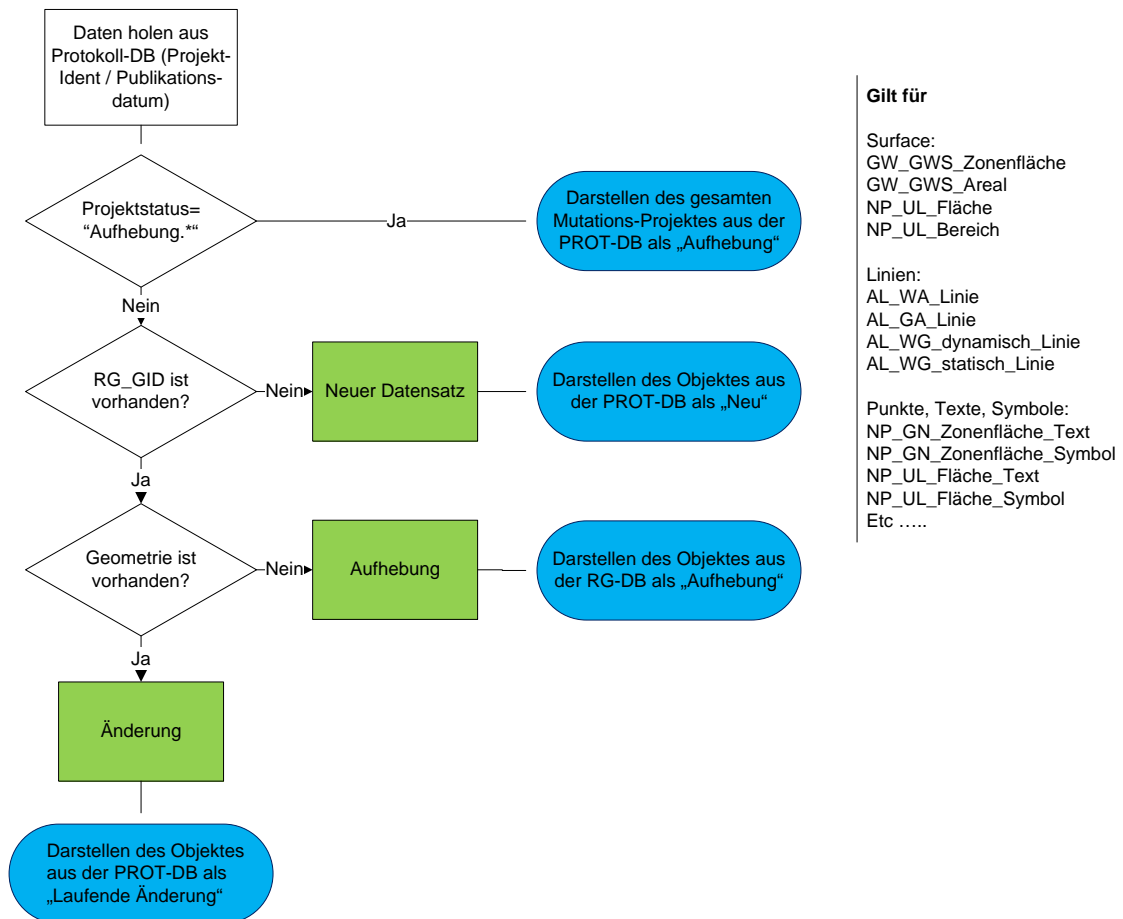 Daten holen aus
Protokoll-DB (Projekt-
Ident / Publikations-
datum)
Projektstatus=
“Aufhebung.*“
Ja
Darstellen des gesamten
Mutations-Projektes aus der
PROT-DB als „Aufhebung“
Nein
RG_GID ist
vorhanden?
Nein
Neuer Datensatz
Darstellen des Objektes aus
der PROT-DB als „Neu“
Ja
Geometrie ist
vorhanden?
Nein
Aufhebung
Darstellen des Objektes aus
der RG-DB als „Aufhebung“
Ja
Änderung
Darstellen des Objektes
aus der PROT-DB als
„Laufende Änderung“
Gilt für
Surface:
GW_GWS_Zonenfläche
GW_GWS_Areal
NP_UL_Fläche
NP_UL_Bereich
Linien:
AL_WA_Linie
AL_GA_Linie
AL_WG_dynamisch_Linie
AL_WG_statisch_Linie
Punkte, Texte, Symbole:
NP_GN_Zonenfläche_Text
NP_GN_Zonenfläche_Symbol
NP_UL_Fläche_Text
NP_UL_Fläche_Symbol
Etc …..